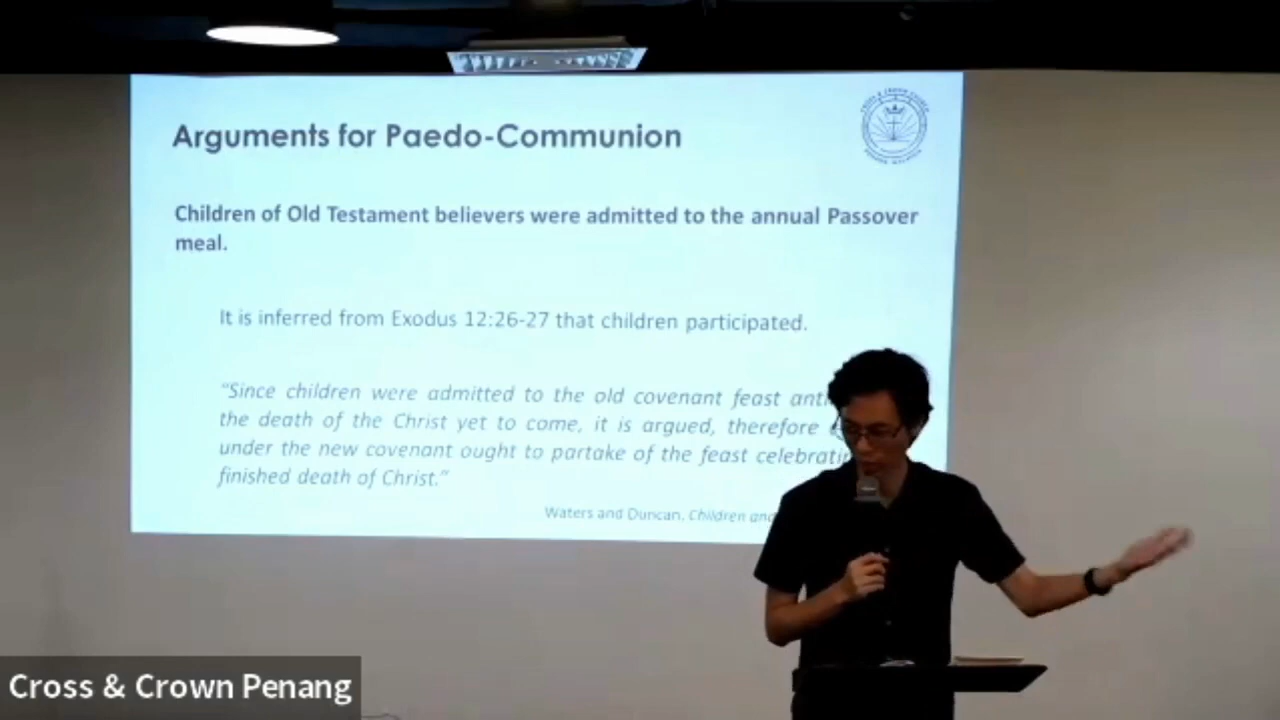 Arguments for Paedo-Communion
Children of Old Testament believers were admitted to the annual Passover
meal.
It is inferred from Exodus 12:26-27 that children participated.
“Since children were admitted to the old covenant feast
the death of the Christ yet to come, it is argued, therefore
under the new covenant ought to partake of the feast
finished death of Christ.”
Waters and Duncan, Children and
Cross & Crown Penang